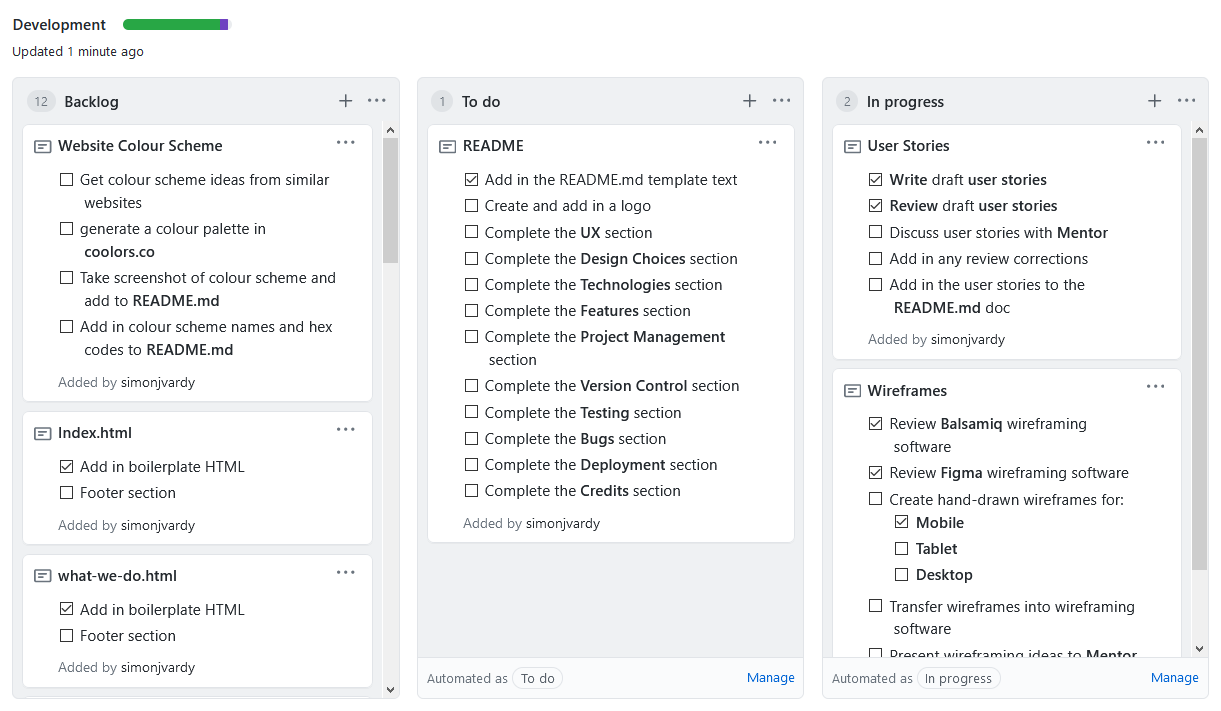 Development
Updated 1 minute ago
12 Backlog
Website Colour Scheme
Get colour scheme ideas from similar
websites
generate a colour palette in
coolors.co
Take screenshot of colour scheme and
add to README.md
Add in colour scheme names and hex
codes to README.md
Added by simonjvardy
Index.html
Add in boilerplate HTML
Footer section
Added by simonjvardy
what-we-do.html
Add in boilerplate HTML
Footer section
Added by simonjvardy
1 To do
README
Add in the README.md template text
Create and add in a logo
Complete the UX section
Complete the Design Choices section
Complete the Technologies section
Complete the Features section
Complete the Project Management
section
Complete the Version Control section
Complete the Testing section
Complete the Bugs section
Complete the Deployment section
Complete the Credits section
Added by simonjvardy
Automated as To do Manage
2 In progress
User Stories
Write draft user stories
Review draft user stories
Discuss user stories with Mentor
Add in any review corrections
Add in the user stories to the
README.md doc
Added by simonjvardy
Wireframes
Review Balsamiq wireframing
software
Review Figma wireframing software
Create hand-drawn wireframes for:
Mobile
Tablet
Desktop
Transfer wireframes into wireframing
software
Present wireframing ideas to Mentor
Automated as In progress Manage